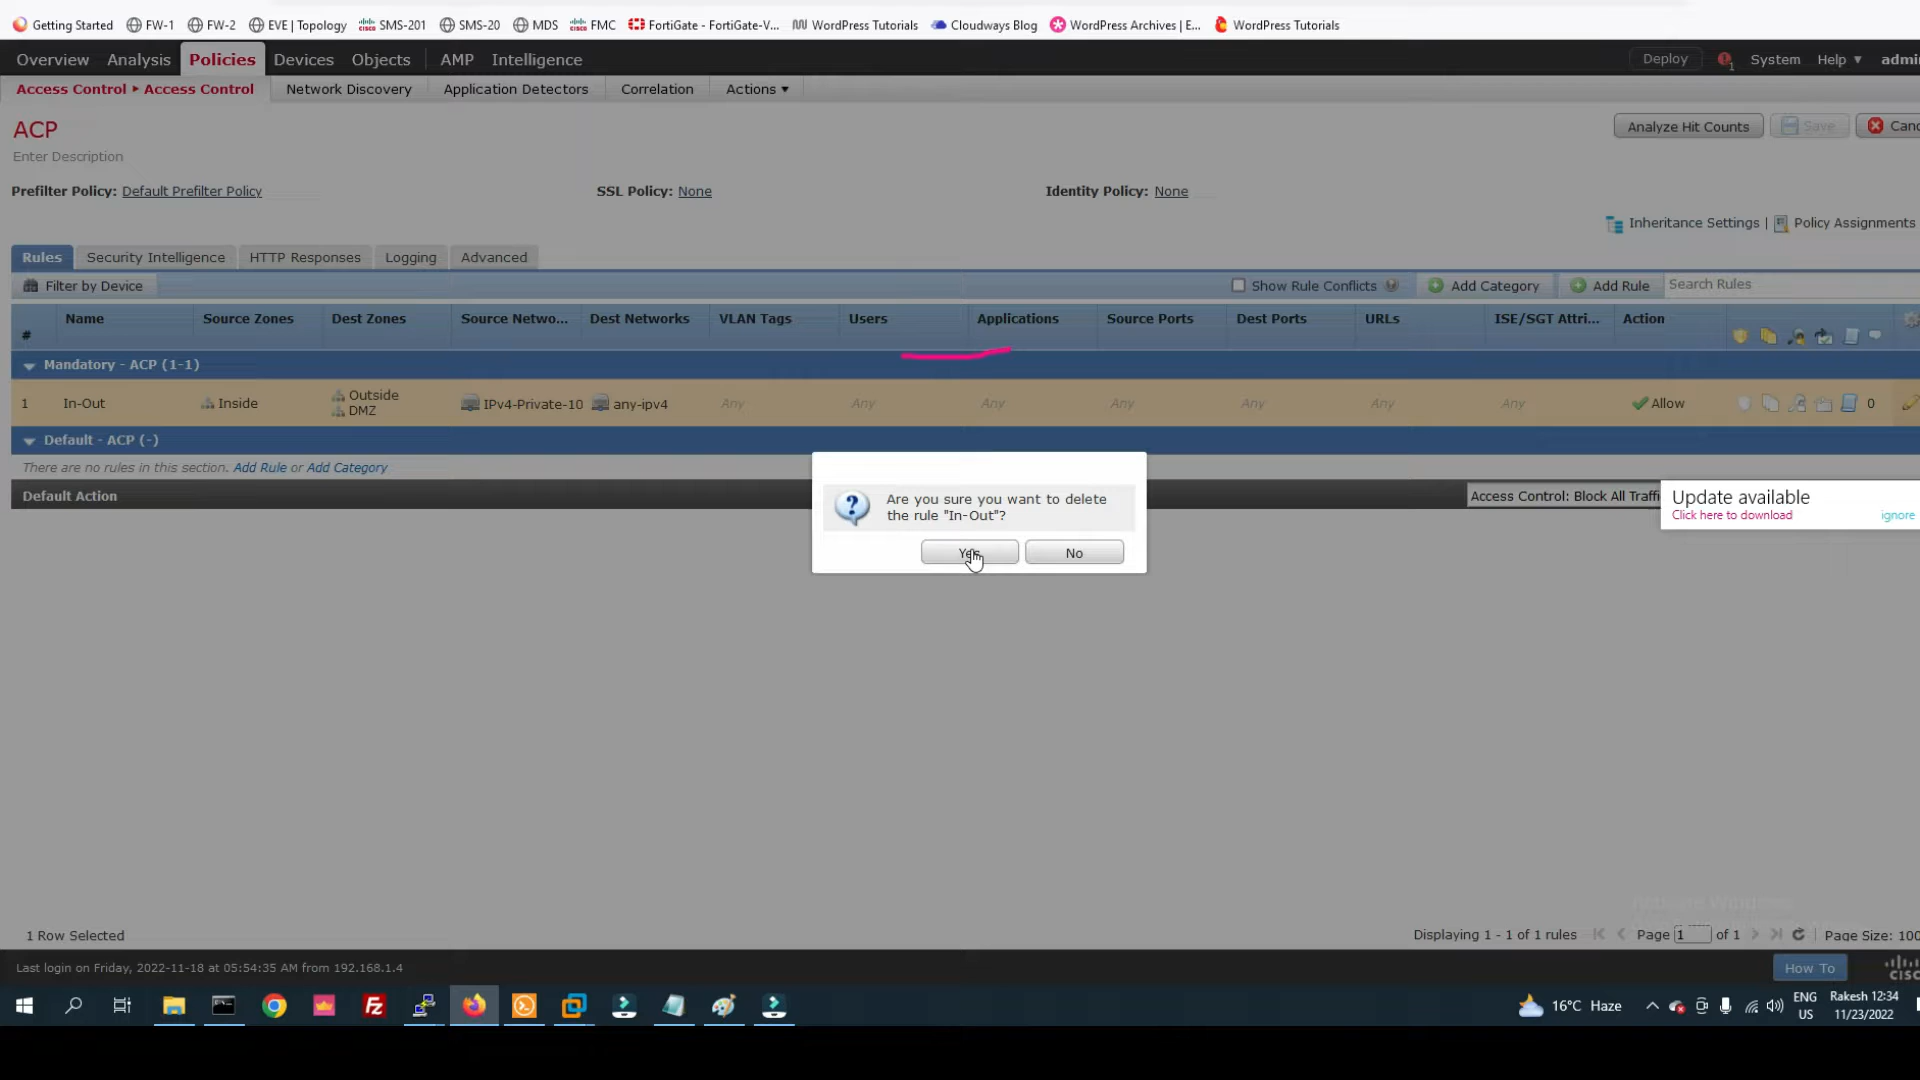 Getting Started FW-1 FW-2 EVE | Topology SMS-201 SMS-20 MDS FMC FortiGate - FortiGate-V... WordPress Tutorials Cloudways Blog WordPress Archives | E... WordPress Tutorials
Overview Analysis Policies Devices Objects AMP Intelligence Deploy 1 System Help ▼ admin
Access Control ▸ Access Control Network Discovery Application Detectors Correlation Actions ▼
ACP
Analyze Hit Counts Save Canc
Enter Description
Prefilter Policy: Default Prefilter Policy SSL Policy: None Identity Policy: None
Inheritance Settings | Policy Assignments
Rules Security Intelligence HTTP Responses Logging Advanced
Filter by Device Show Rule Conflicts Add Category Add Rule Search Rules
# Name Source Zones Dest Zones Source Netwo... Dest Networks VLAN Tags Users Applications Source Ports Dest Ports URLs ISE/SGT Attri... Action
Mandatory - ACP (1-1)
1 In-Out Inside Outside DMZ IPv4-Private-10 any-ipv4 Any Any Any Any Any Any Any Allow 0
Default - ACP (-)
There are no rules in this section. Add Rule or Add Category
Default Action Access Control: Block All Traffi
Update available
Click here to download ignore
Are you sure you want to delete
the rule "In-Out"?
Yes No
1 Row Selected Displaying 1 - 1 of 1 rules Page 1 of 1 | Page Size: 100
Last login on Friday, 2022-11-18 at 05:54:35 AM from 192.168.1.4 How To cisc
16°C Haze ENG US Rakesh 12:34 11/23/2022